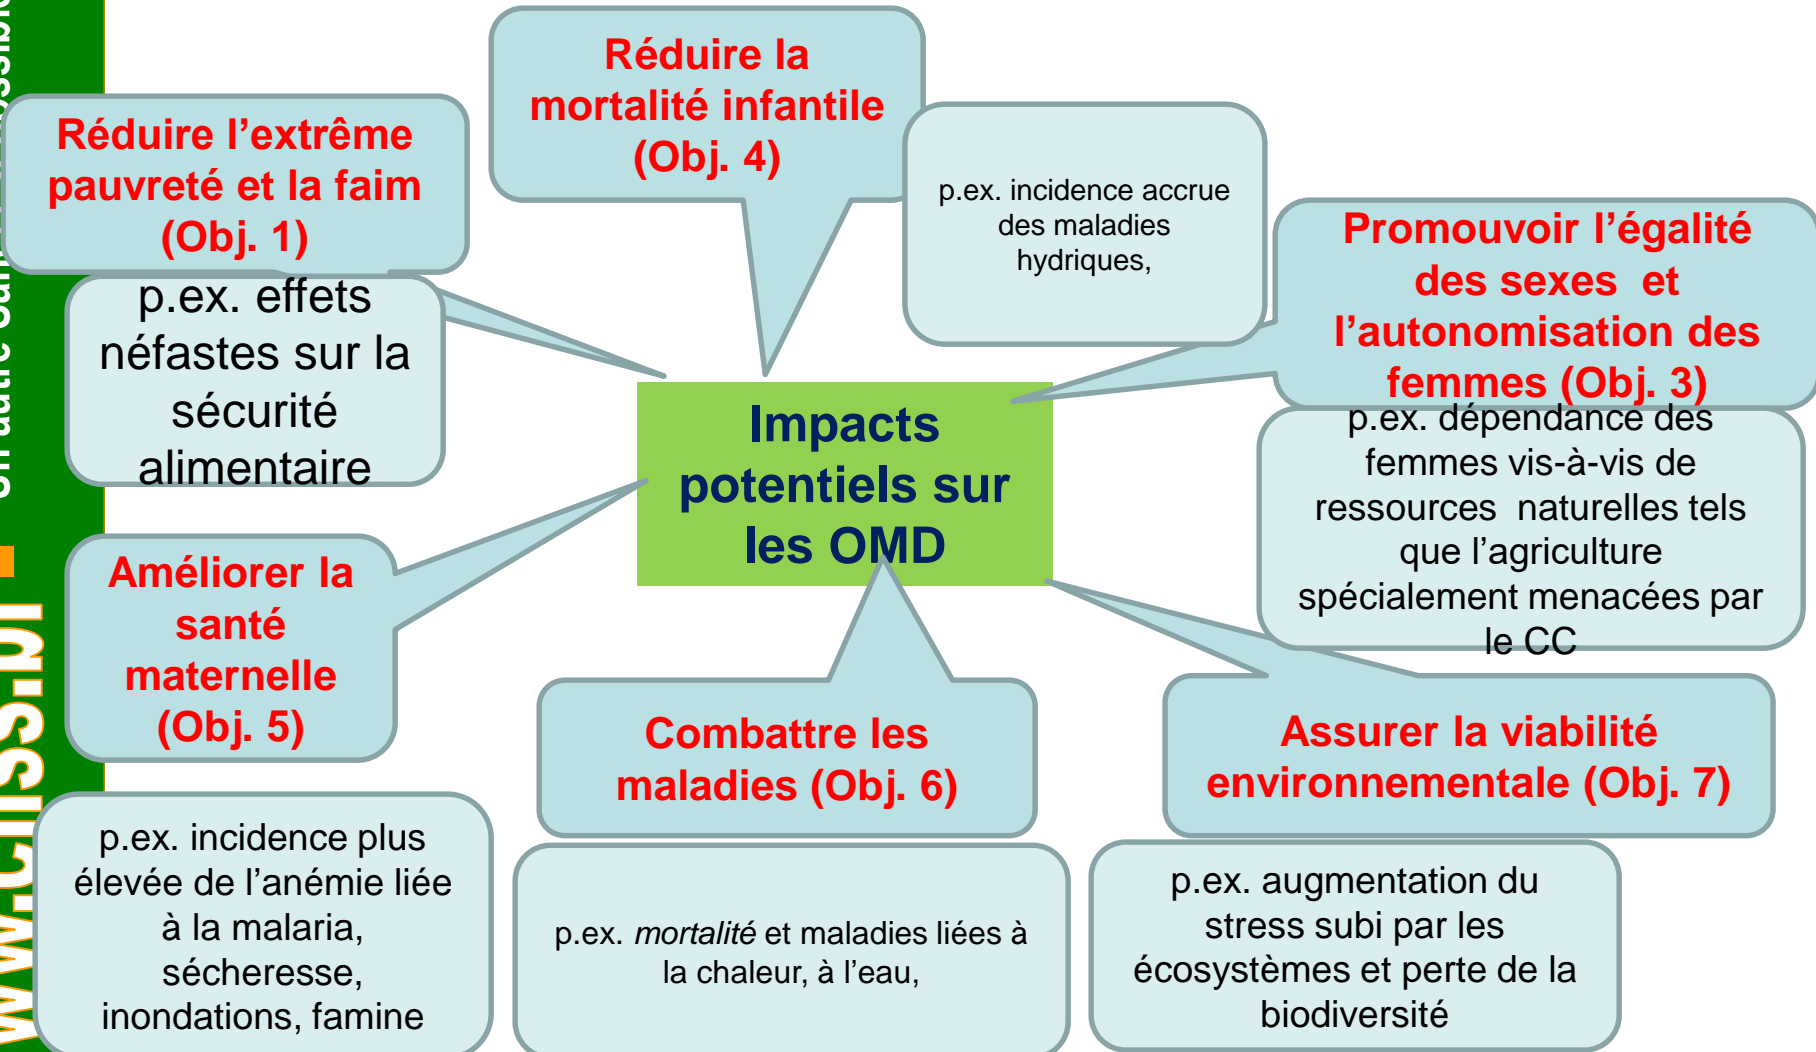 Réduire l’extrême
pauvreté et la faim
(Obj. 1)
p.ex. effets
néfastes sur la
sécurité
alimentaire
Réduire la
mortalité infantile
(Obj. 4)
p.ex. incidence accrue
des maladies
hydriques,
Promouvoir l’égalité
des sexes et
l’autonomisation des
femmes (Obj. 3)
p.ex. dépendance des
femmes vis-à-vis de
ressources naturelles tels
que l’agriculture
spécialement menacées par
le CC
Impacts
potentiels sur
les OMD
Améliorer la
santé
maternelle
(Obj. 5)
p.ex. incidence plus
élevée de l’anémie liée
à la malaria,
sécheresse,
inondations, famine
Combattre les
maladies (Obj. 6)
p.ex. mortalité et maladies liées à
la chaleur, à l’eau,
Assurer la viabilité
environnementale (Obj. 7)
p.ex. augmentation du
stress subi par les
écosystèmes et perte de la
biodiversité